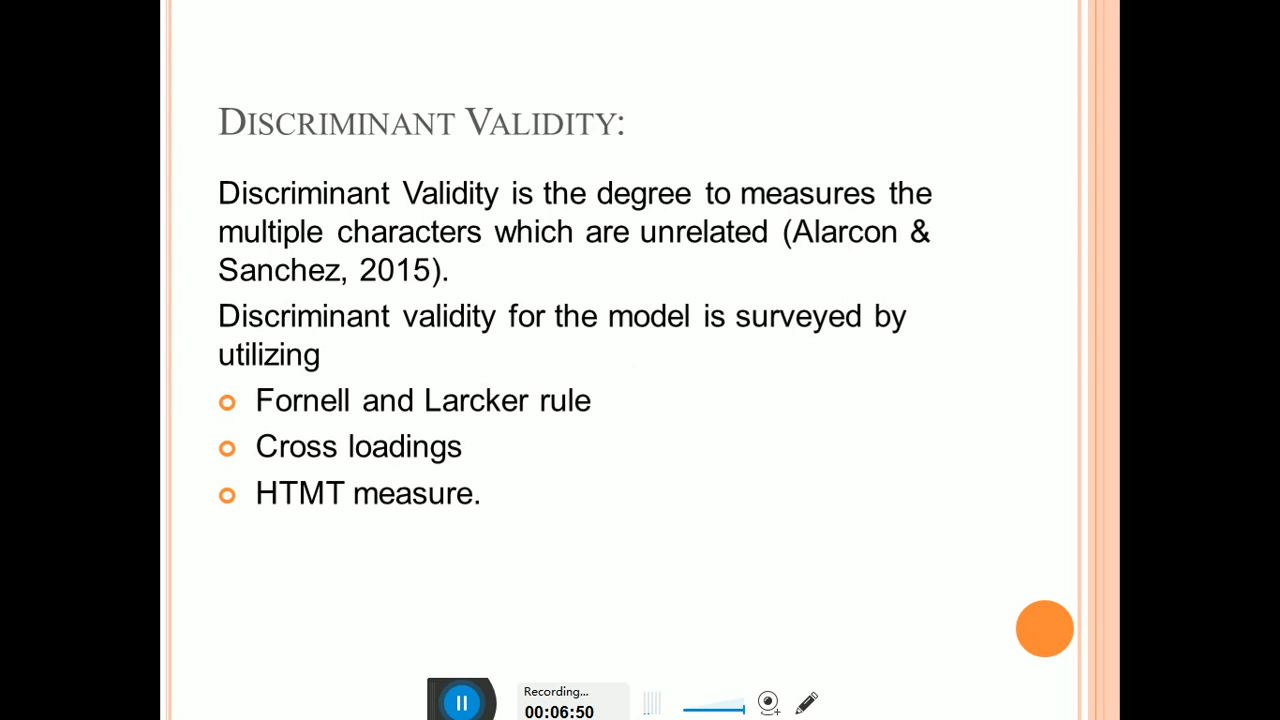 DISCRIMINANT VALIDITY:
Discriminant Validity is the degree to measures the
multiple characters which are unrelated (Alarcon &
Sanchez, 2015).
Discriminant validity for the model is surveyed by
utilizing
Fornell and Larcker rule
Cross loadings
HTMT measure.
Recording...
00:06:50